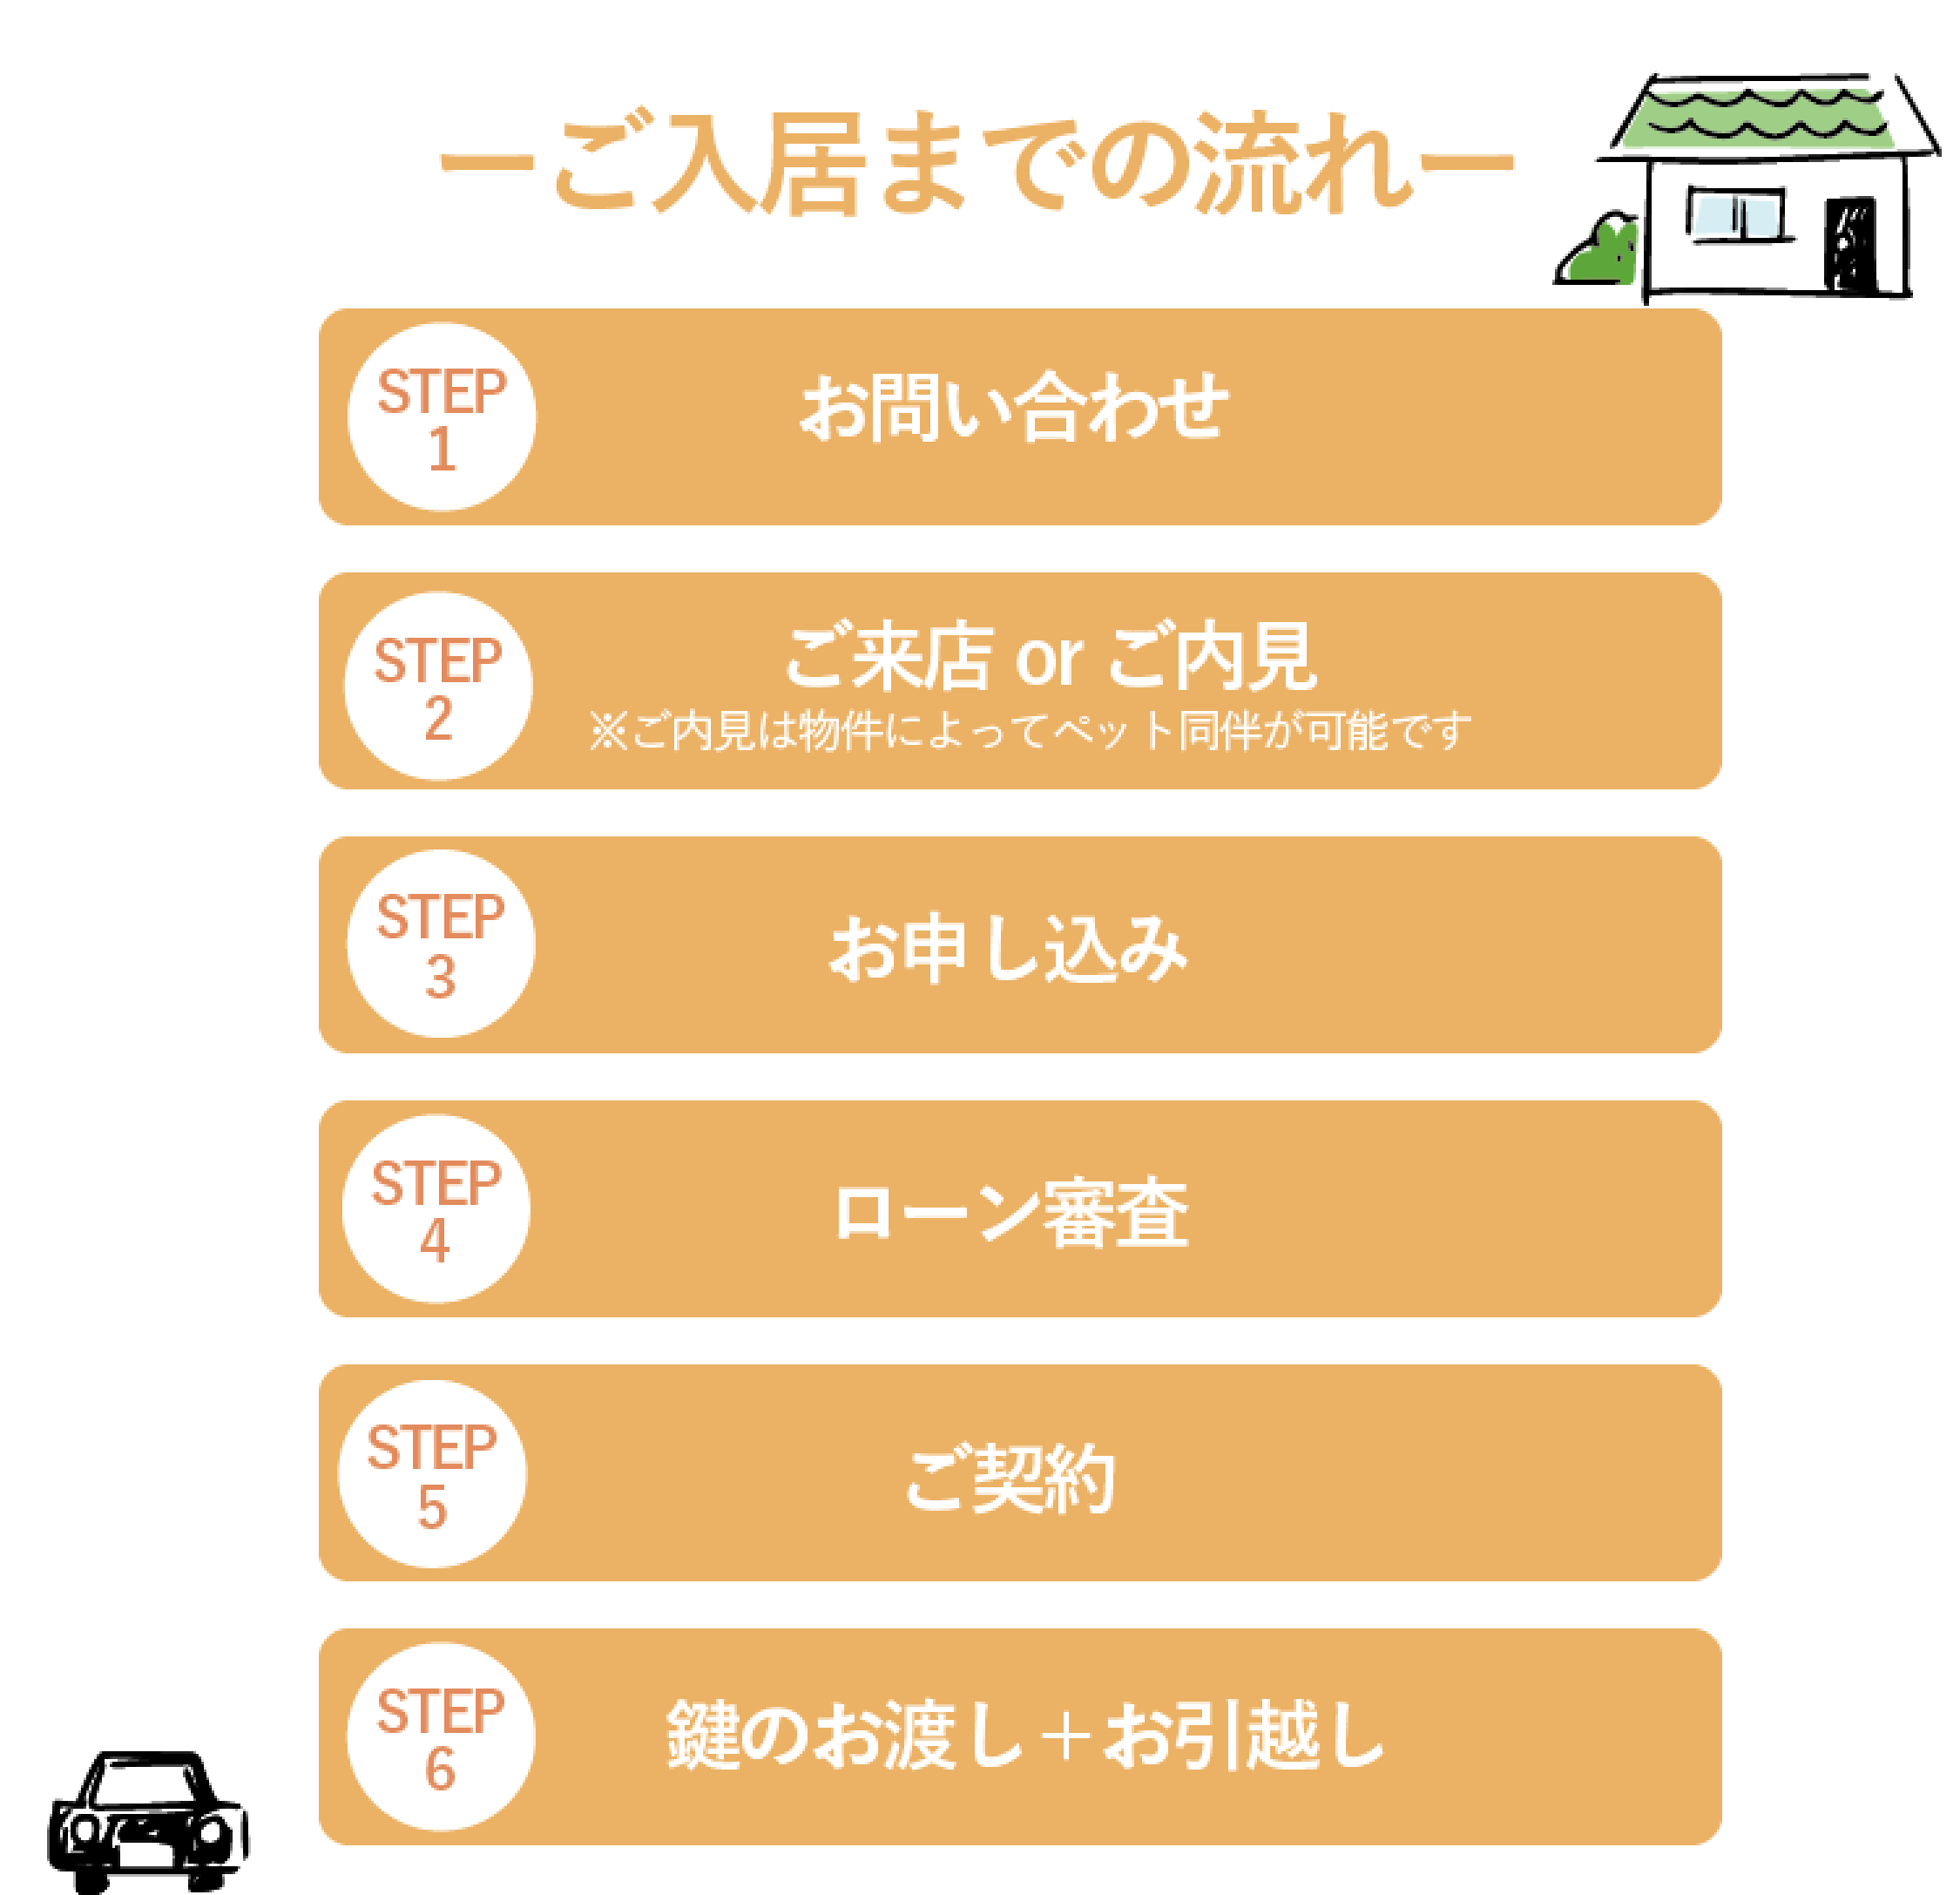 ーご入居までの流れー
STEP
1
お問い合わせ
STEP
2
ご来店 or ご内見
※ご内見は物件によってペット同伴が可能です
STEP
3
お申し込み
STEP
4
ローン審査
STEP
5
ご契約
STEP
6
鍵のお渡し+お引越し